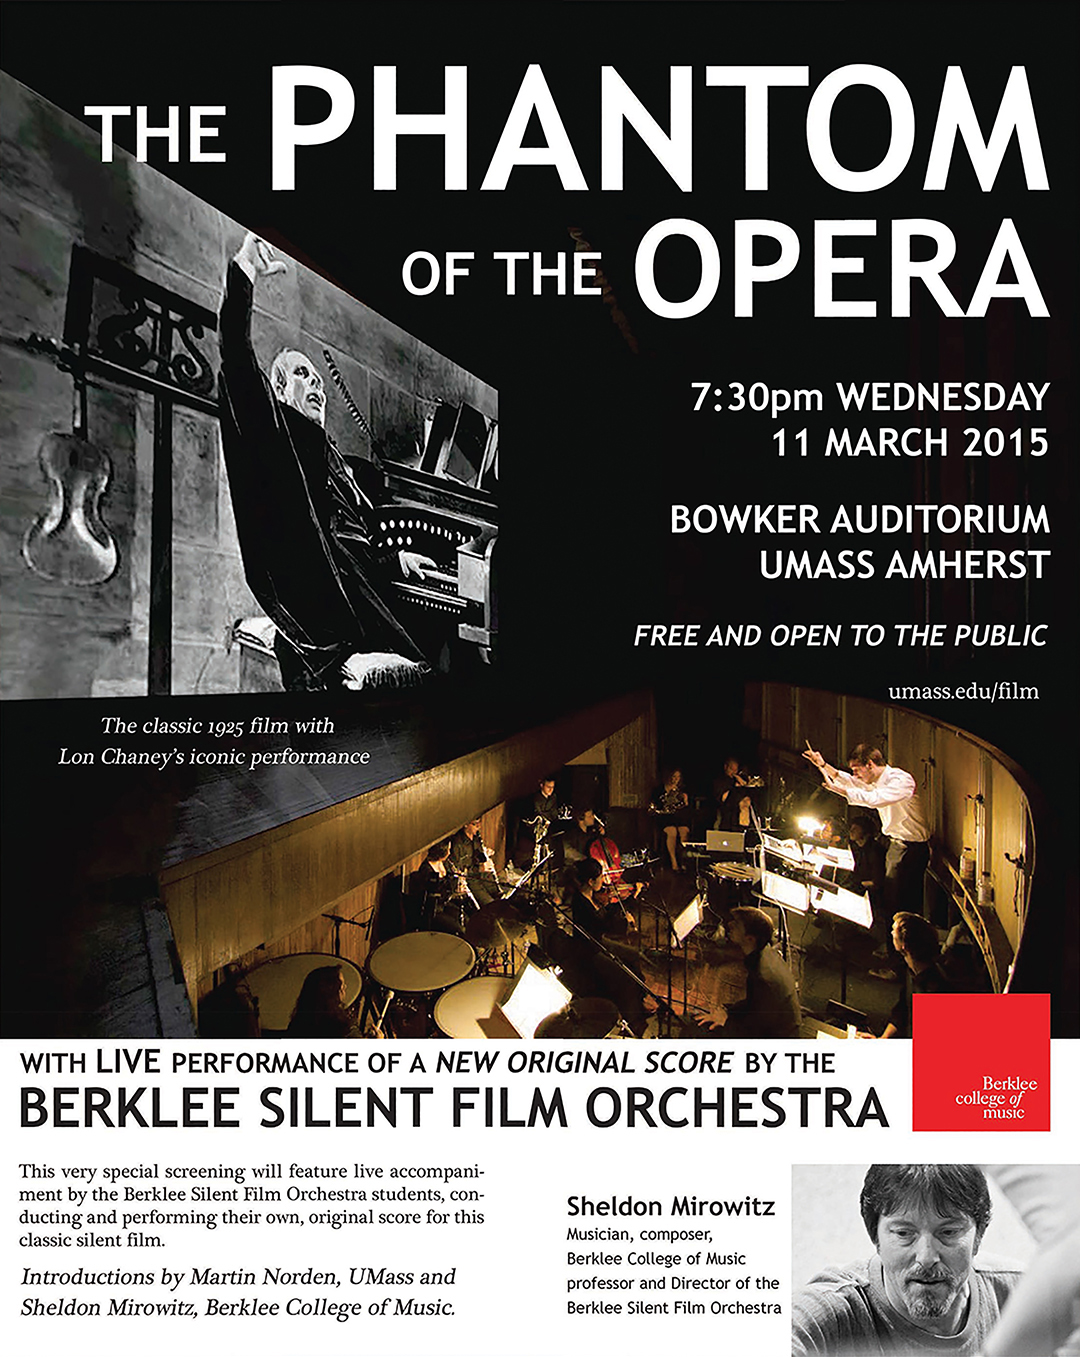 THE PHANTOM
OF THE OPERA
7:30pm WEDNESDAY
11 MARCH 2015
BOWKER AUDITORIUM
UMASS AMHERST
FREE AND OPEN TO THE PUBLIC
umass.edu/film
The classic 1925 film with
Lon Chaney's iconic performance
WITH LIVE PERFORMANCE OF A NEW ORIGINAL SCORE BY THE
BERKLEE SILENT FILM ORCHESTRA
Berklee
college of
music
This very special screening will feature live accompani-
ment by the Berklee Silent Film Orchestra students, con-
ducting and performing their own, original score for this
classic silent film.
Introductions by Martin Norden, UMass and
Sheldon Mirowitz, Berklee College of Music.
Sheldon Mirowitz
Musician, composer,
Berklee College of Music
professor and Director of the
Berklee Silent Film Orchestra